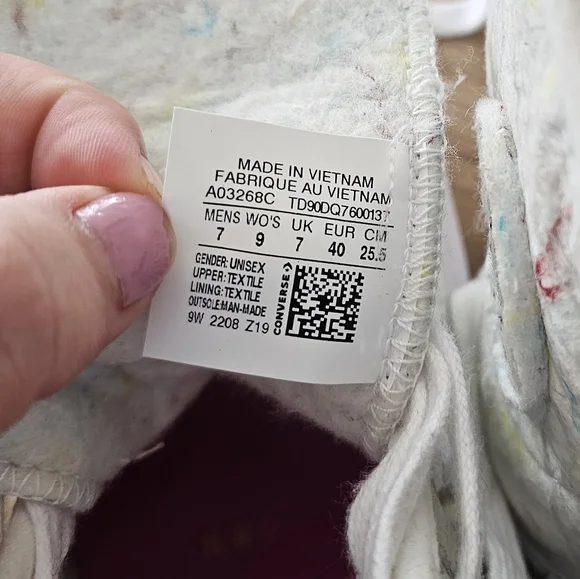 MADE IN VIETNAM
FABRIQUE AU VIETNAM
A03268C TD90DQ7600137
MENS WO'S UK EUR CM
7 9 7 40 25.5
GENDER: UNISEX
UPPER: TEXTILE
LINING: TEXTILE
OUTSOLE: MAN-MADE
9W 2208 Z19
CONVERSE